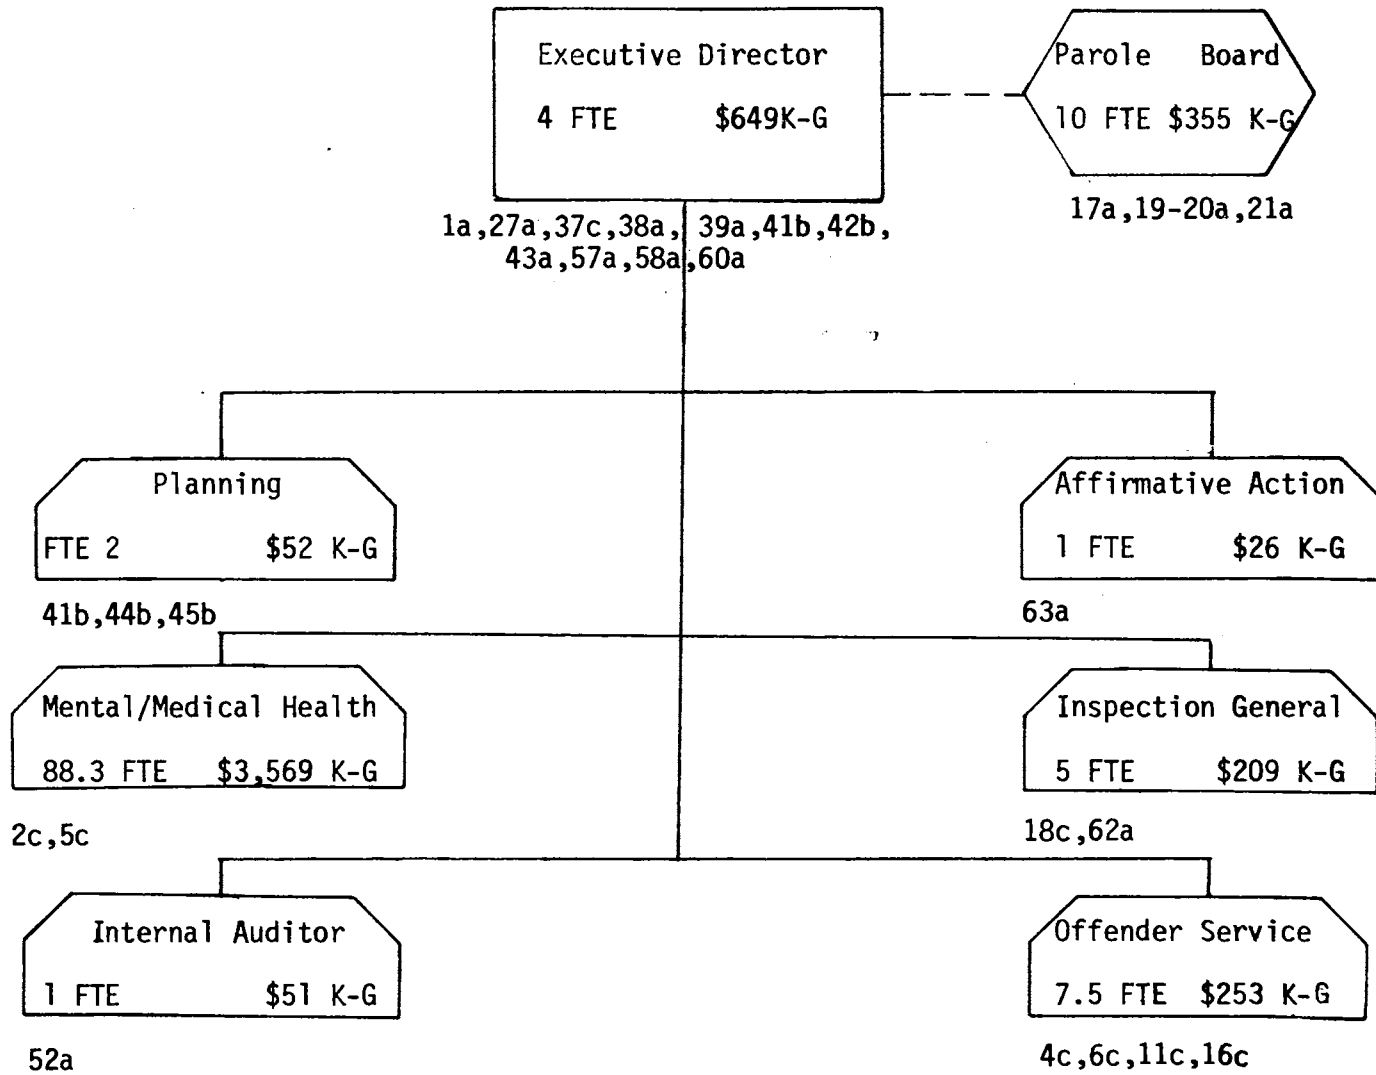 Executive Director
4 FTE $649K-G
Parole Board
10 FTE $355 K-G
1a,27a,37c,38a, 39a,41b,42b,
43a,57a,58a,60a
17a,19-20a,21a
Planning
FTE 2 $52 K-G
41b,44b,45b
Affirmative Action
1 FTE $26 K-G
63a
Mental/Medical Health
88.3 FTE $3,569 K-G
2c,5c
Inspection General
5 FTE $209 K-G
18c,62a
Internal Auditor
1 FTE $51 K-G
52a
Offender Service
7.5 FTE $253 K-G
4c,6c,11c,16c